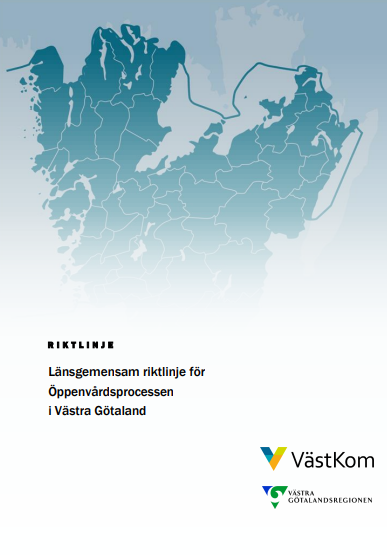 RIKTLINJE
Länsgemensam riktlinje för
Öppenvårdsprocessen
i Västra Götaland
VästKom
VÄSTRA
GÖTALANDSREGIONEN